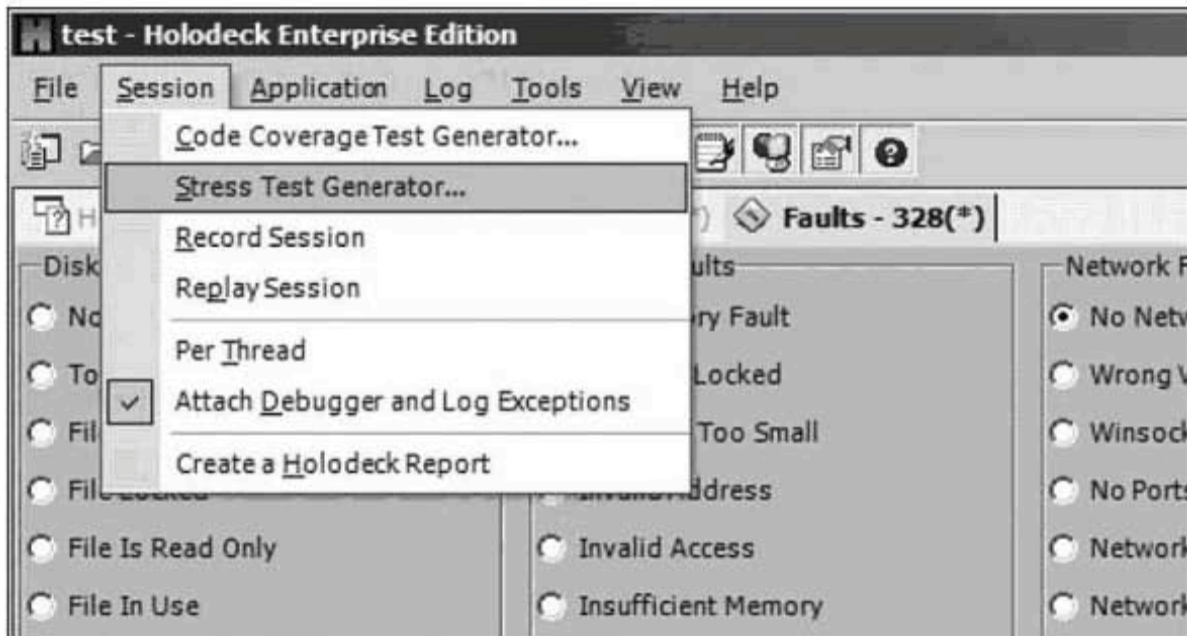 test - Holodeck Enterprise Edition
File Session Application Log Tools View Help
Code Coverage Test Generator...
Stress Test Generator...
Record Session
Replay Session
Per Thread
Attach Debugger and Log Exceptions
Create a Holodeck Report
Faults - 328(*)
Disk
File Is Read Only
File In Use
ry Fault
Locked
Too Small
Invalid Address
Invalid Access
Insufficient Memory
Network F
No Netw
Wrong V
Winsock
No Ports
Network
Network